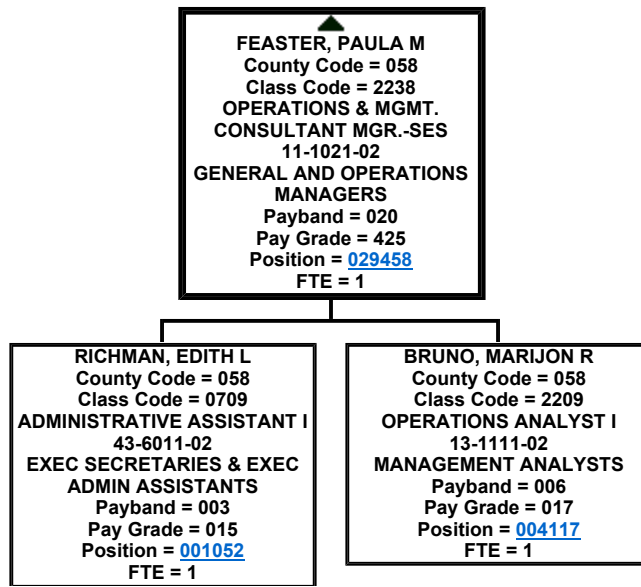 FEASTER, PAULA M
County Code = 058
Class Code = 2238
OPERATIONS & MGMT.
CONSULTANT MGR.-SES
11-1021-02
GENERAL AND OPERATIONS
MANAGERS
Payband = 020
Pay Grade = 425
Position = 029458
FTE = 1
RICHMAN, EDITH L
County Code = 058
Class Code = 0709
ADMINISTRATIVE ASSISTANT I
43-6011-02
EXEC SECRETARIES & EXEC
ADMIN ASSISTANTS
Payband = 003
Pay Grade = 015
Position = 001052
FTE = 1
BRUNO, MARIJON R
County Code = 058
Class Code = 2209
OPERATIONS ANALYST I
13-1111-02
MANAGEMENT ANALYSTS
Payband = 006
Pay Grade = 017
Position = 004117
FTE = 1